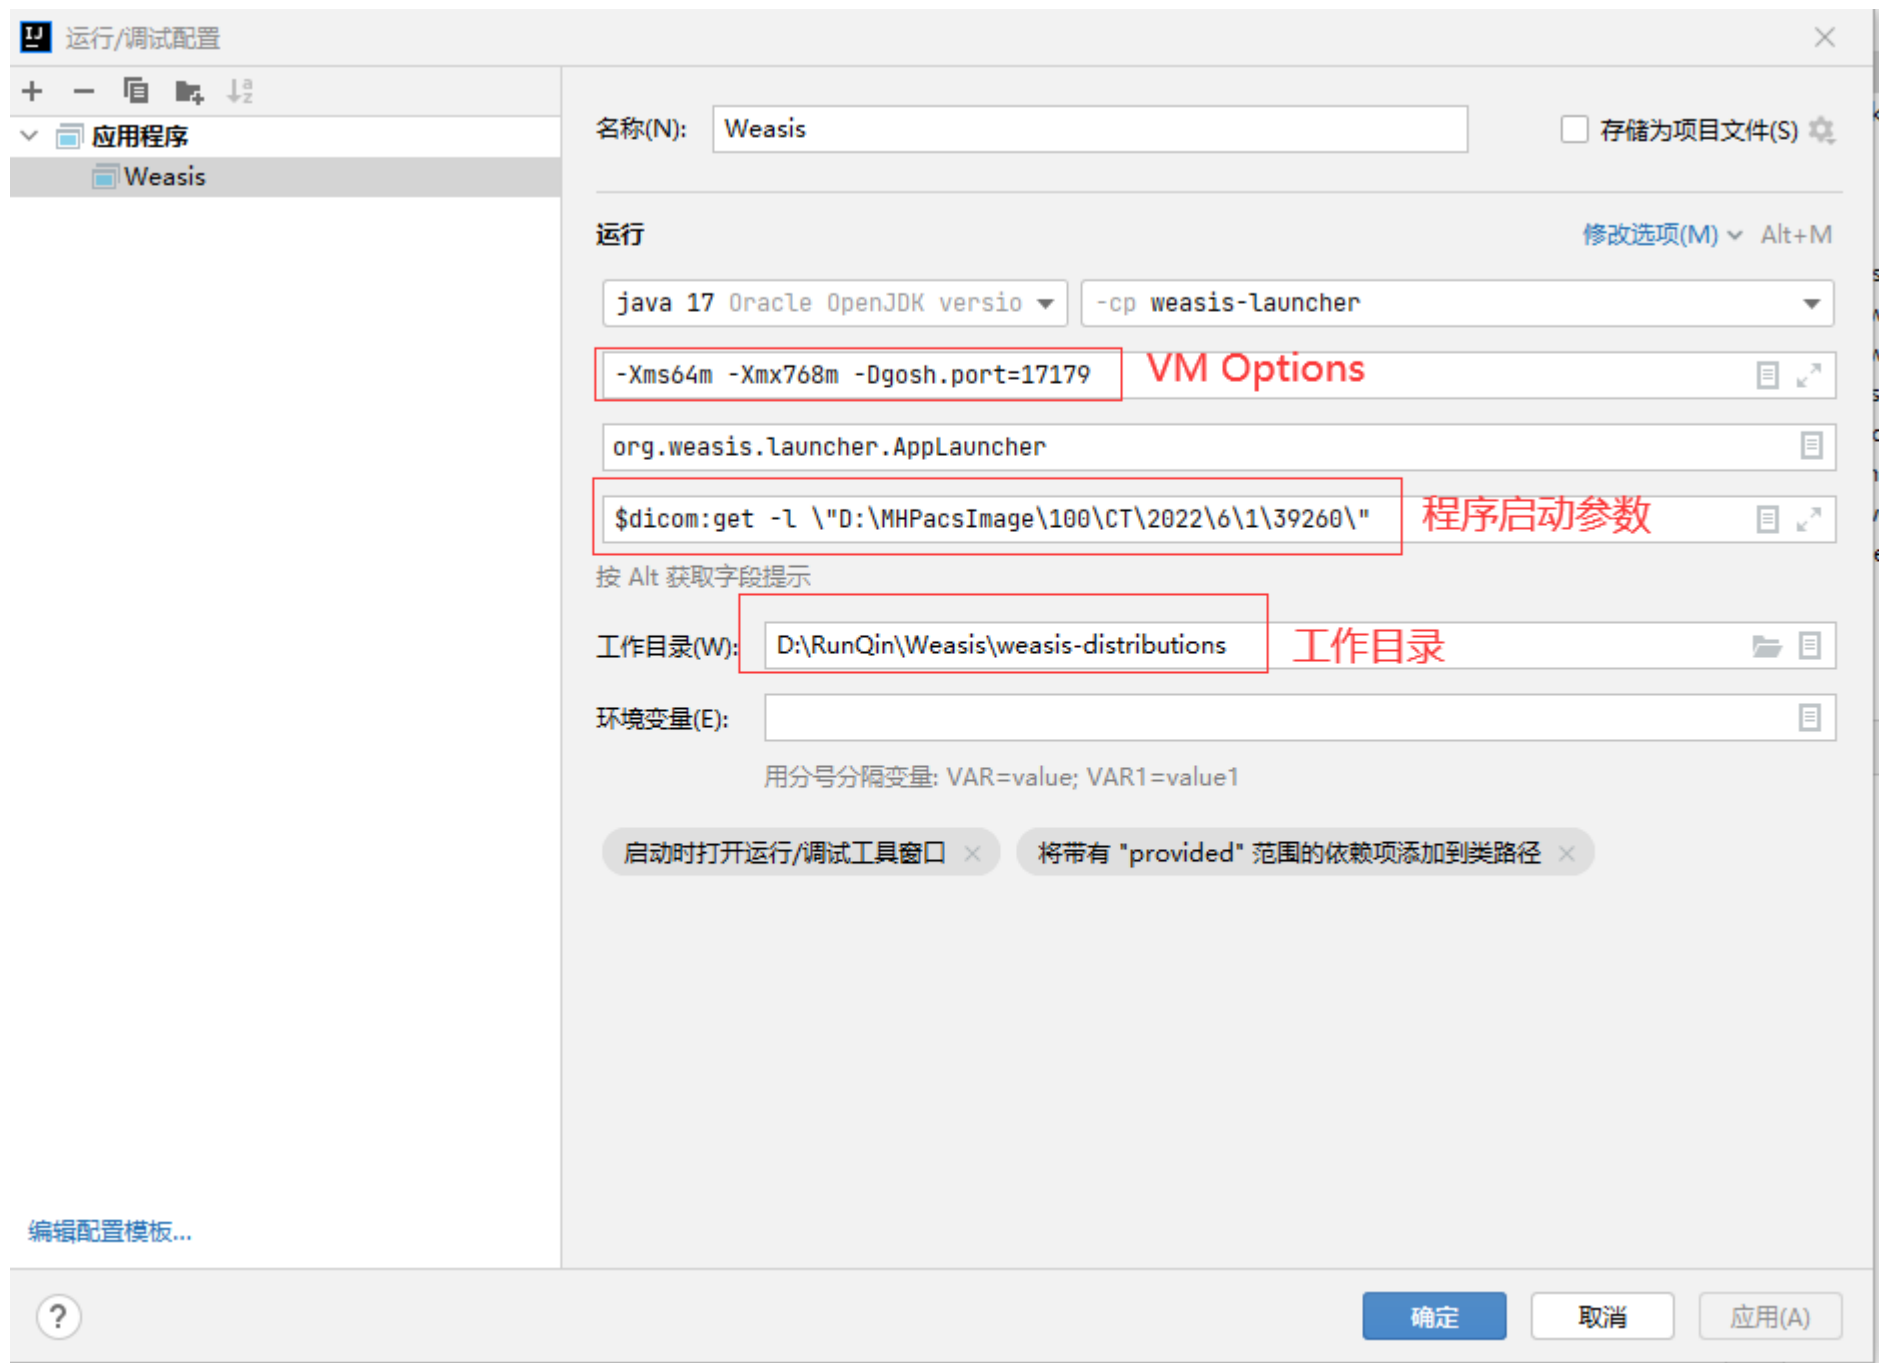 运行/调试配置
应用程序
Weasis
名称(N):
Weasis
存储为项目文件(S)
运行
修改选项(M)
Alt+M
java 17 Oracle OpenJDK versio
-cp weasis-launcher
-Xms64m -Xmx768m -Dgosh.port=17179
VM Options
org.weasis.launcher.AppLauncher
$dicom:get -l \"D:\MHPacsImage\100\CT\2022\6\1\39260\"
程序启动参数
按 Alt 获取字段提示
工作目录(W):
D:\RunQin\Weasis\weasis-distributions
工作目录
环境变量(E):
用分号分隔变量: VAR=value; VAR1=value1
启动时打开运行/调试工具窗口
将带有 "provided" 范围的依赖项添加到类路径
编辑配置模板...
?
确定
取消
应用(A)